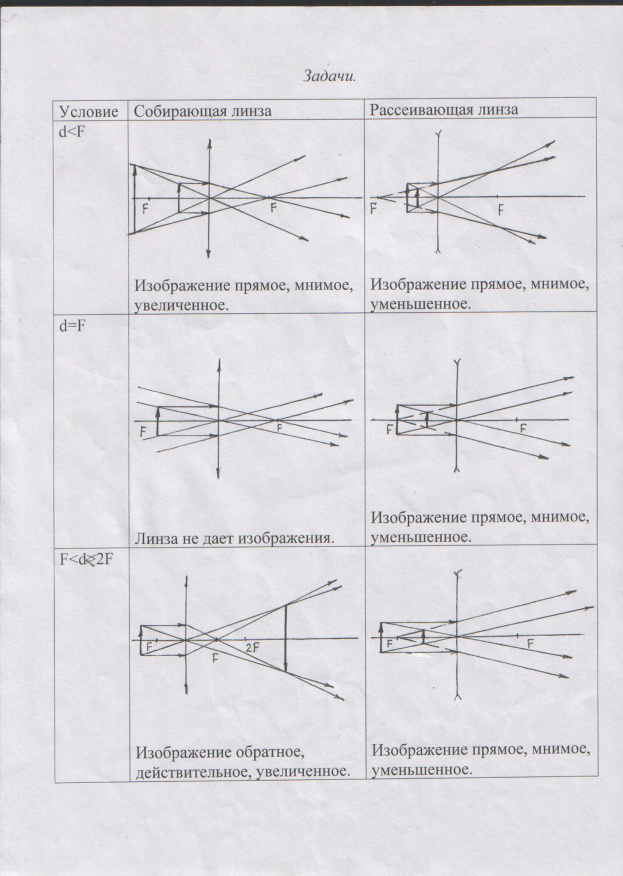 Задачи.
Условие Собирающая линза Рассеивающая линза
d<F
F F
F F
Изображение прямое, мнимое,
увеличенное.
Изображение прямое, мнимое,
уменьшенное.
d=F
F F
F F
Линза не дает изображения.
Изображение прямое, мнимое,
уменьшенное.
F<d<2F
F F 2F
F F
Изображение обратное,
действительное, увеличенное.
Изображение прямое, мнимое,
уменьшенное.